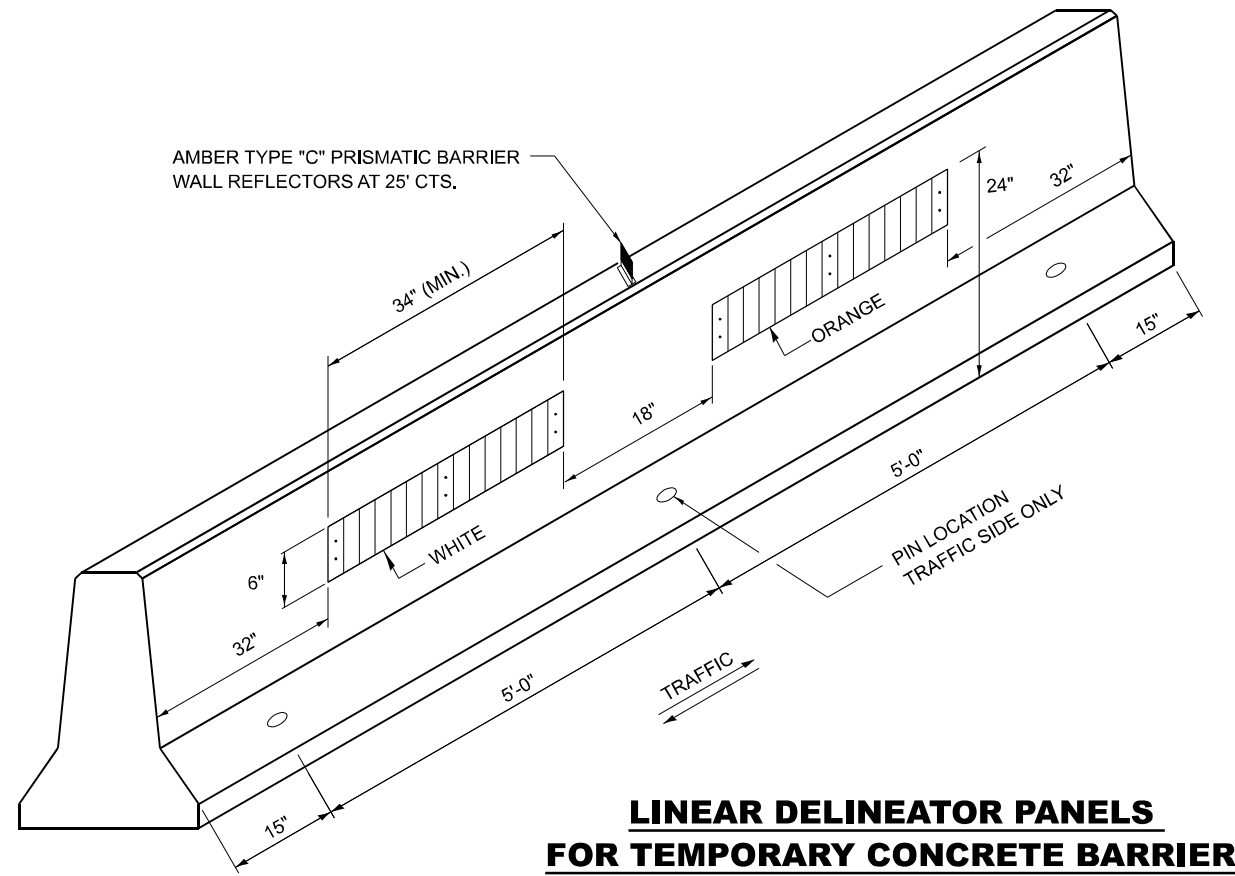 AMBER TYPE "C" PRISMATIC BARRIER
WALL REFLECTORS AT 25' CTS.
34" (MIN.)
24"
32"
ORANGE
15"
18"
5'-0"
WHITE
6"
PIN LOCATION
TRAFFIC SIDE ONLY
32"
5'-0"
TRAFFIC
15"
LINEAR DELINEATOR PANELS
FOR TEMPORARY CONCRETE BARRIER